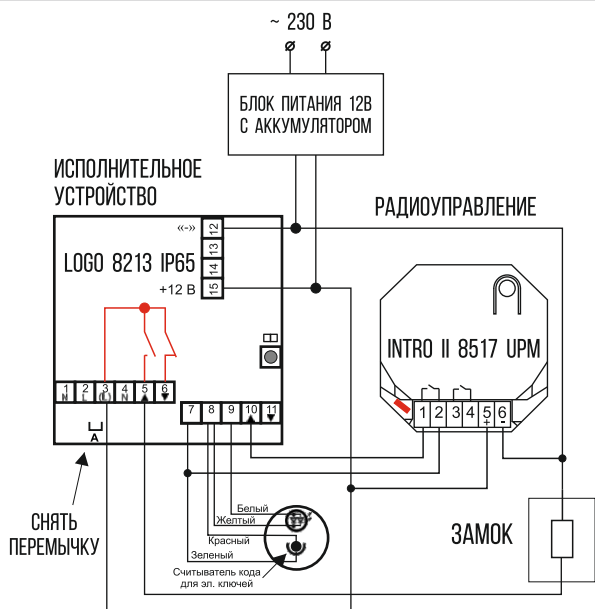 ~ 230 В
БЛОК ПИТАНИЯ 12В
С АККУМУЛЯТОРОМ
ИСПОЛНИТЕЛЬНОЕ
УСТРОЙСТВО
РАДИОУПРАВЛЕНИЕ
«-» 12
13
LOGO 8213 IP65 14
+12 В 15
INTRO II 8517 UPM
1 2 3 4 5 6
N L (L) N
7 8 9 10 11
1 2 3 4 5 6
+ -
A
СНЯТЬ
ПЕРЕМЫЧКУ
Белый
Желтый
Красный
Зеленый
Считыватель кода
для эл. ключей
ЗАМОК